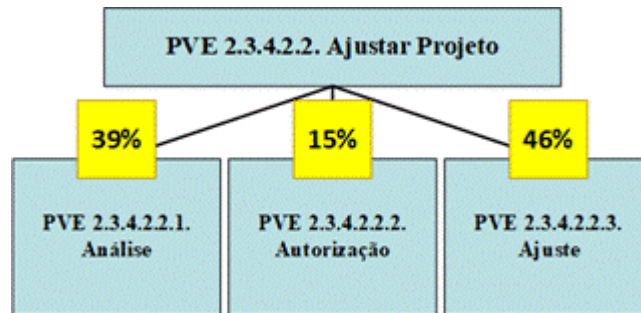 PVE 2.3.4.2.2. Ajustar Projeto
39%
15%
46%
PVE 2.3.4.2.2.1.
Análise
PVE 2.3.4.2.2.2.
Autorização
PVE 2.3.4.2.2.3.
Ajuste